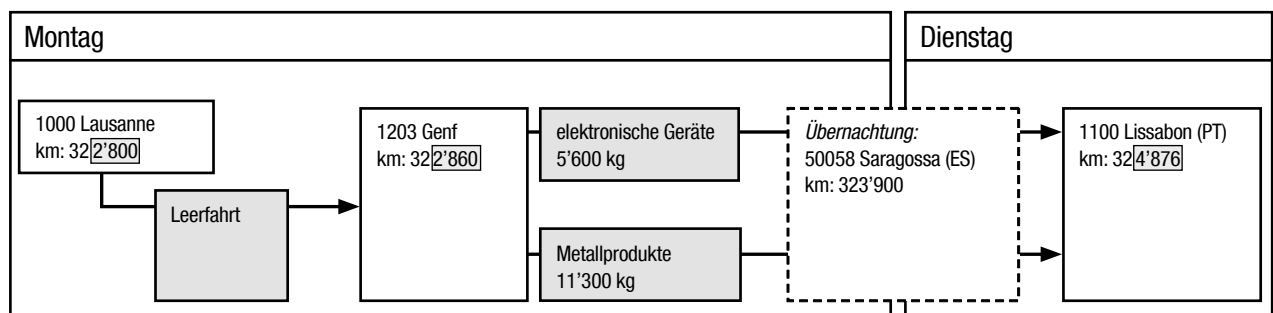 Montag
Dienstag
1000 Lausanne
km: 322’800
Leerfahrt
1203 Genf
km: 322’860
elektronische Geräte
5’600 kg
Metallprodukte
11’300 kg
Übernachtung:
50058 Saragossa (ES)
km: 323’900
1100 Lissabon (PT)
km: 324’876